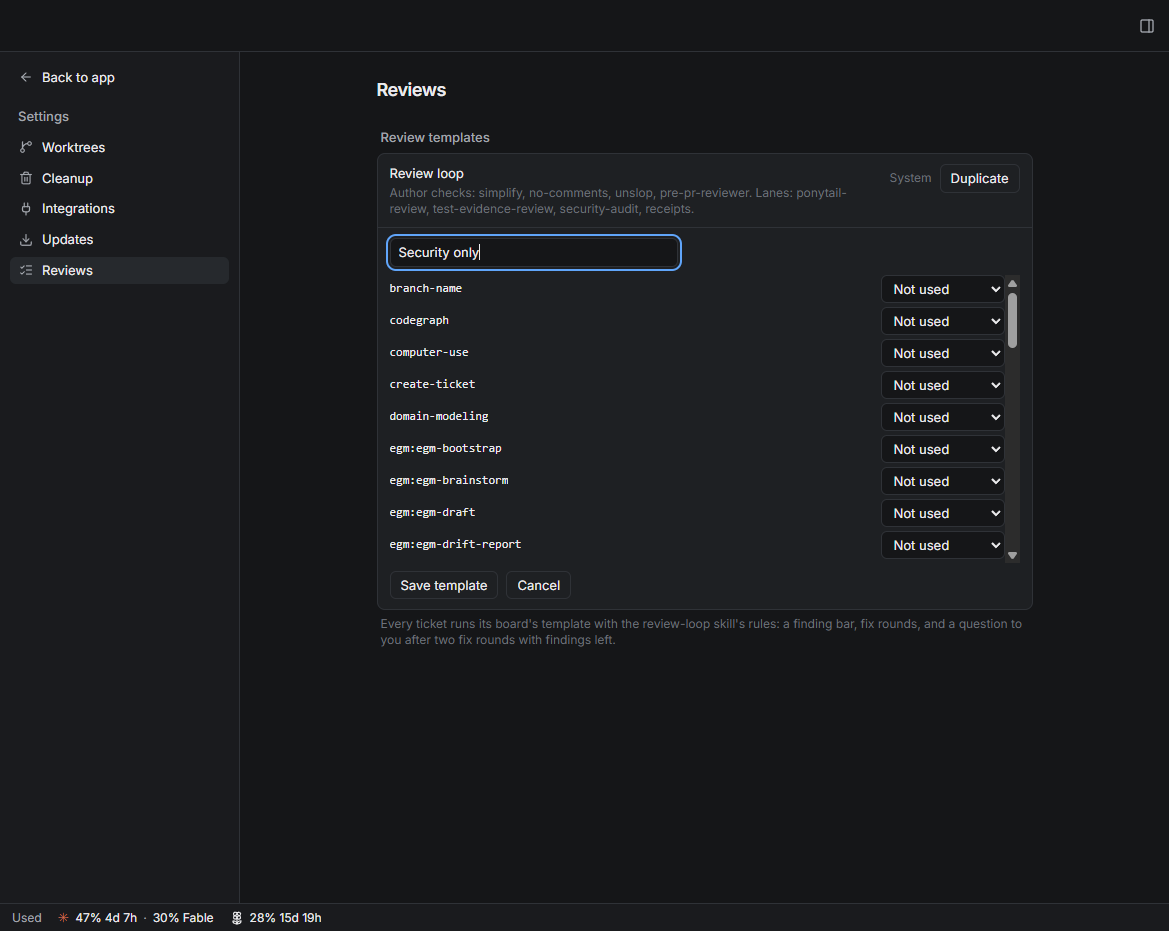 Back to app
Settings
Worktrees
Cleanup
Integrations
Updates
Reviews
Reviews
Review templates
Review loop
Author checks: simplify, no-comments, unslop, pre-pr-reviewer. Lanes: ponytail-
review, test-evidence-review, security-audit, receipts.
System
Duplicate
Security only
branch-name Not used
codegraph Not used
computer-use Not used
create-ticket Not used
domain-modeling Not used
egm:egm-bootstrap Not used
egm:egm-brainstorm Not used
egm:egm-draft Not used
egm:egm-drift-report Not used
Save template Cancel
Every ticket runs its board's template with the review-loop skill's rules: a finding bar, fix rounds, and a question to
you after two fix rounds with findings left.
Used 47% 4d 7h · 30% Fable 28% 15d 19h